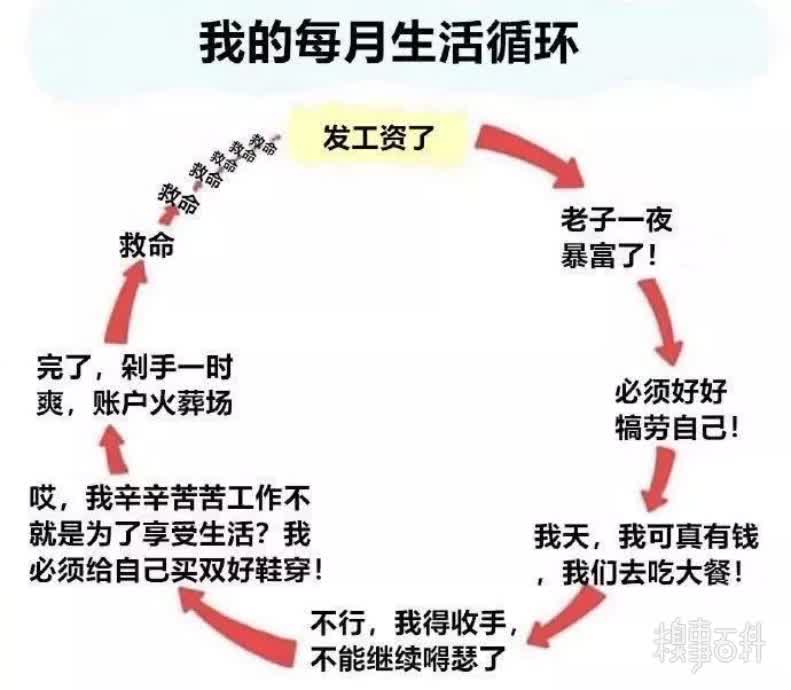 我的每月生活循环
发工资了
老子一夜
暴富了！
必须好好
犒劳自己！
我天，我可真有钱
，我们去吃大餐！
不行，我得收手，
不能继续嘚瑟了
哎，我辛辛苦苦工作不
就是为了享受生活？我
必须给自己买双好鞋穿！
完了，剁手一时
爽，账户火葬场
救命
救命
救命
救命
救命
救命
糗事百科